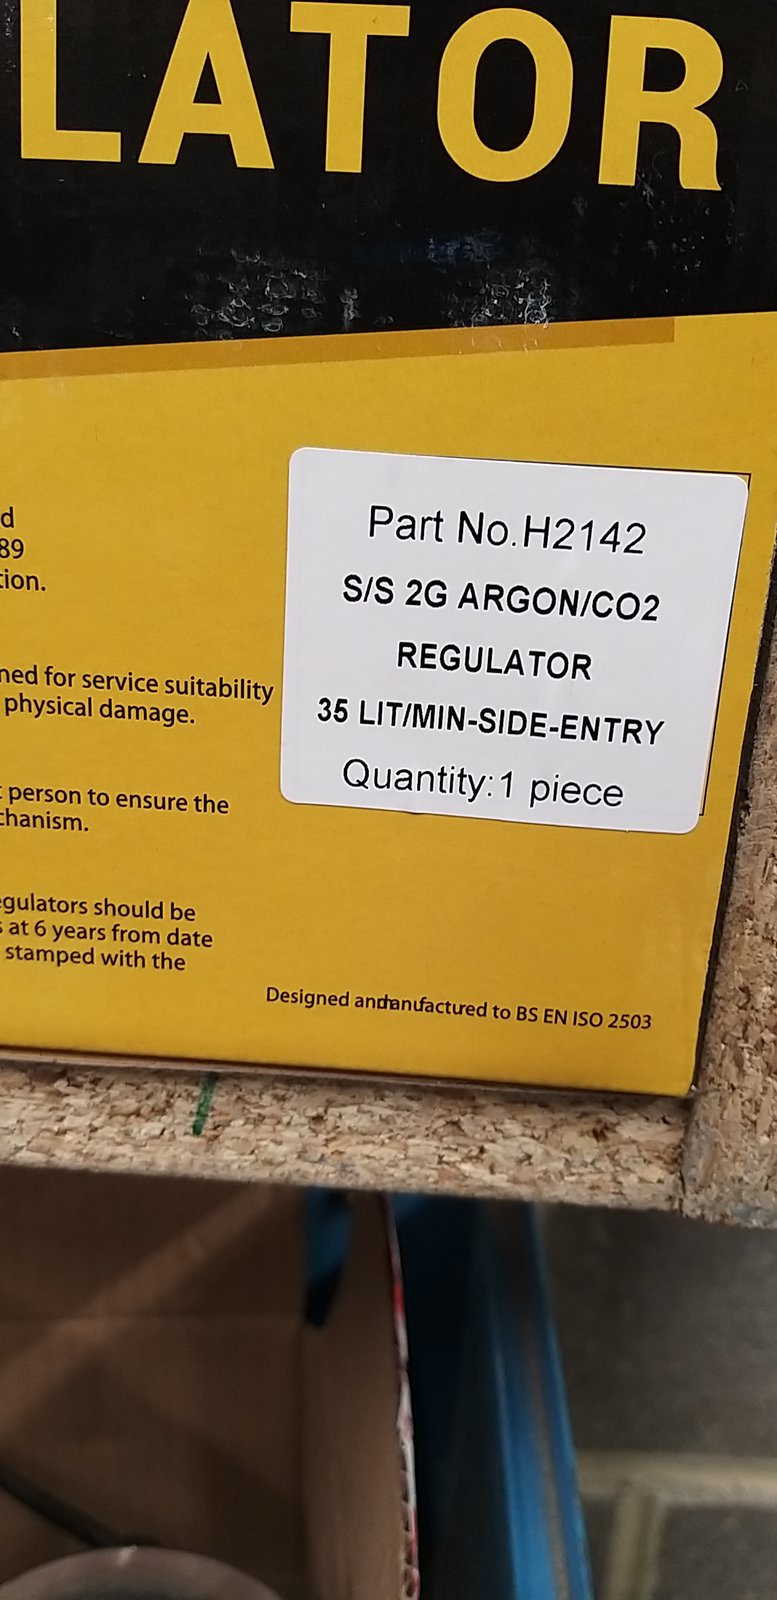 LATOR
d
89
tion.
Part No.H2142
S/S 2G ARGON/CO2
REGULATOR
35 LIT/MIN-SIDE-ENTRY
Quantity:1 piece
ned for service suitability
physical damage.
person to ensure the
chanism.
egulators should be
s at 6 years from date
stamped with the
Designed and manufactured to BS EN ISO 2503